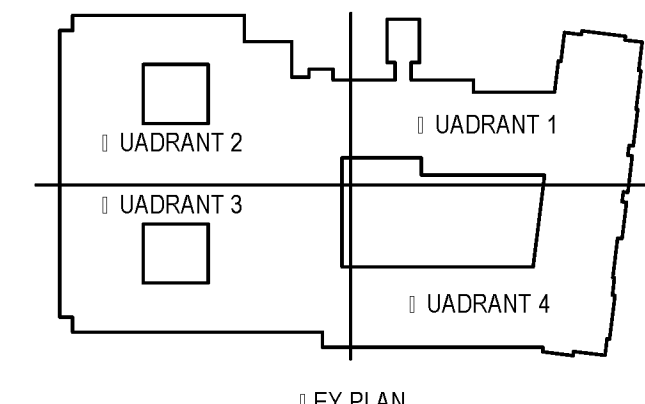 ▯ UADRANT 2
▯ UADRANT 1
▯ UADRANT 3
▯ UADRANT 4
▯ EY PLAN